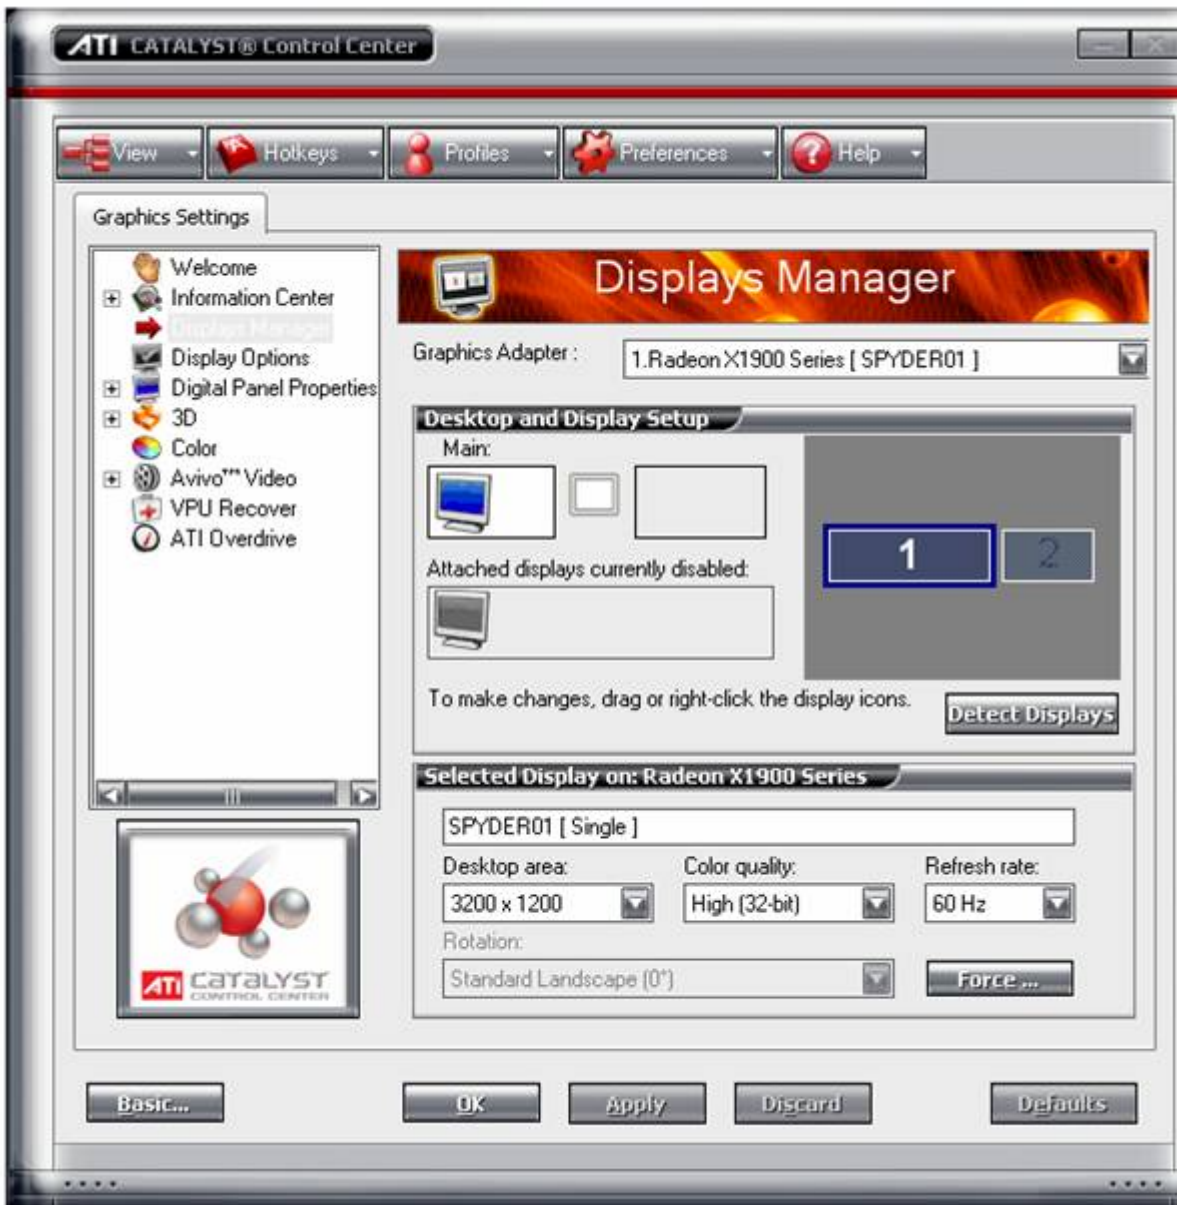 ATI CATALYST® Control Center
View
Hotkeys
Profiles
Preferences
Help
Graphics Settings
Welcome
Information Center
Displays Manager
Display Options
Digital Panel Properties
3D
Color
Avivo™ Video
VPU Recover
ATI Overdrive
ATI CATALYST
CONTROL CENTER
Displays Manager
Graphics Adapter :
1.Radeon X1900 Series [ SPYDER01 ]
Desktop and Display Setup
Main:
1
2
Attached displays currently disabled:
To make changes, drag or right-click the display icons.
Detect Displays
Selected Display on: Radeon X1900 Series
SPYDER01 [ Single ]
Desktop area:
Color quality:
Refresh rate:
3200 x 1200
High (32-bit)
60 Hz
Rotation:
Standard Landscape (0°)
Force ...
Basic...
OK
Apply
Discard
Defaults